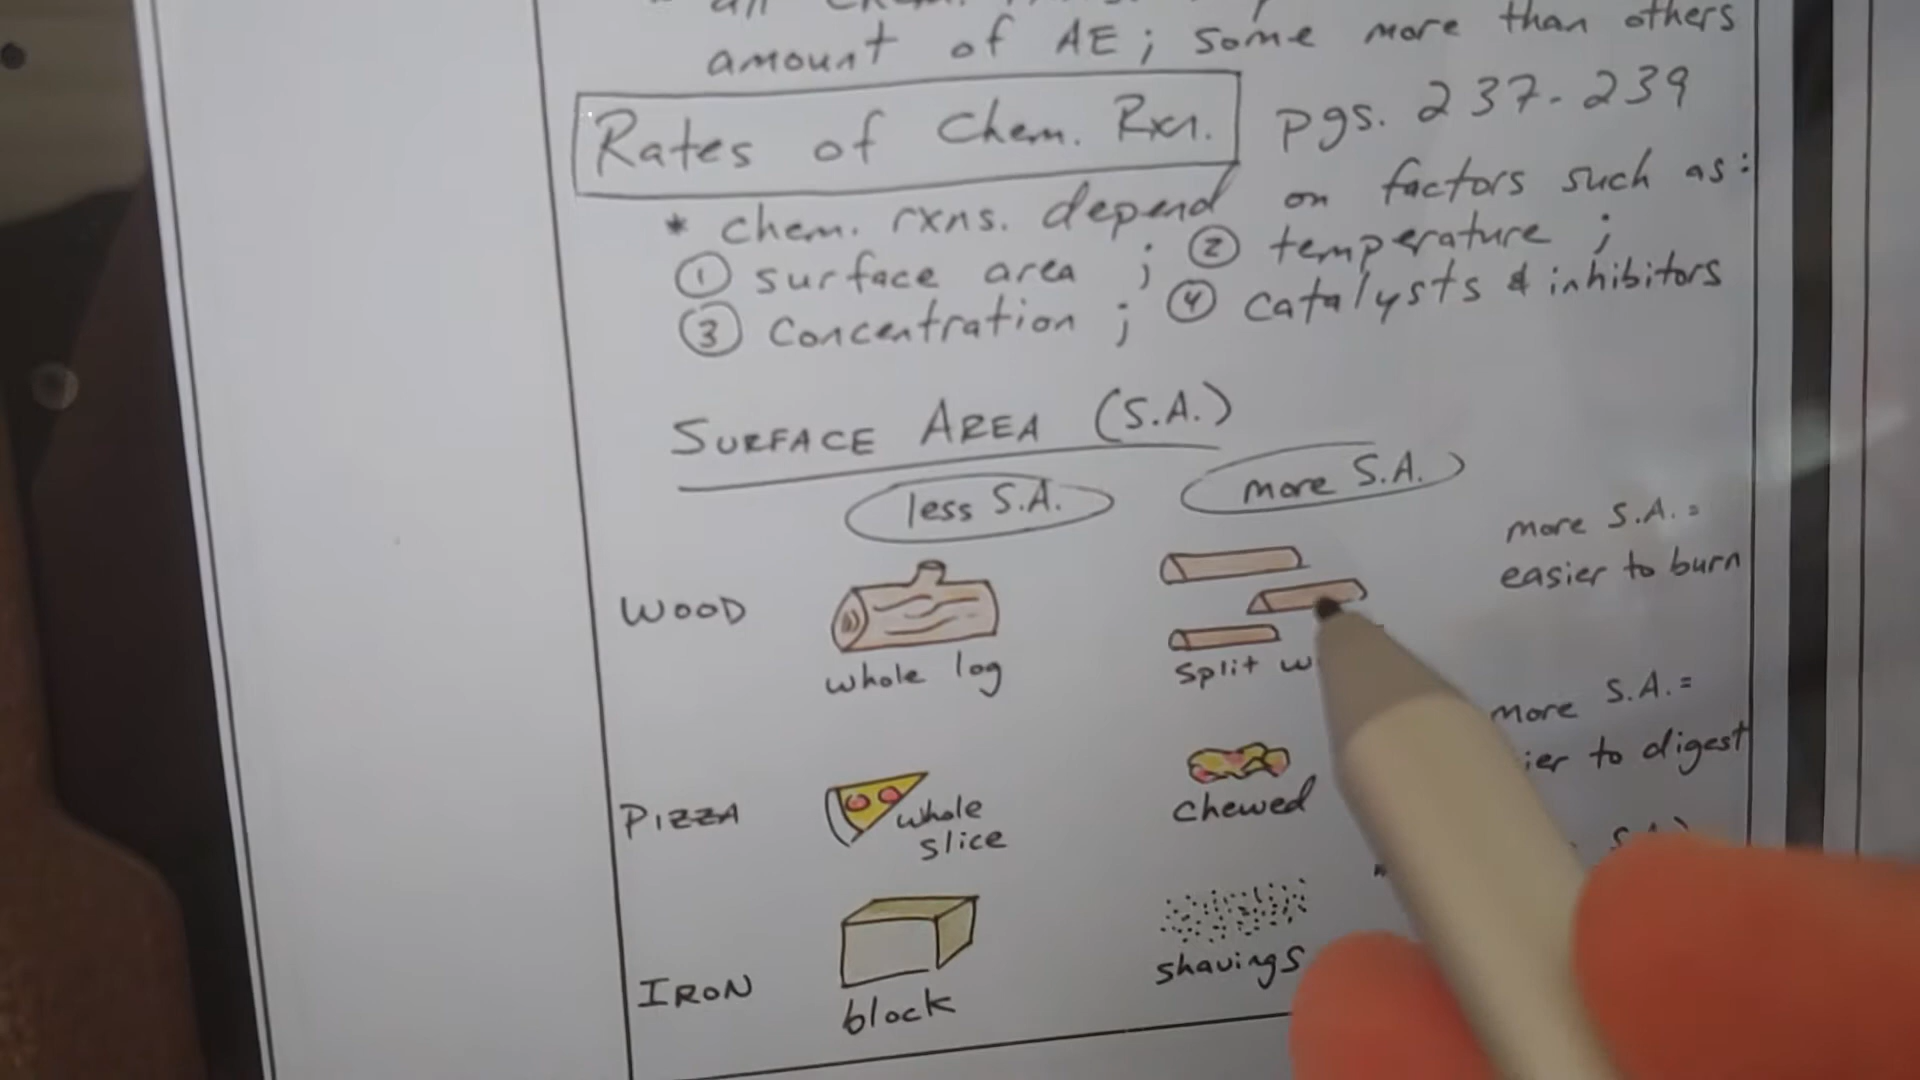 amount of AE; some more than others
Rates of Chem. Rxn. pgs. 237-239
* chem. rxns. depend on factors such as:
① surface area ; ② temperature ;
③ concentration ; ④ catalysts & inhibitors
SURFACE AREA (S.A.)
less S.A. more S.A.
more S.A. =
easier to burn
WOOD
whole log
split
more S.A. =
to digest
PIZZA
whole
slice
chewed
IRON
block
shavings